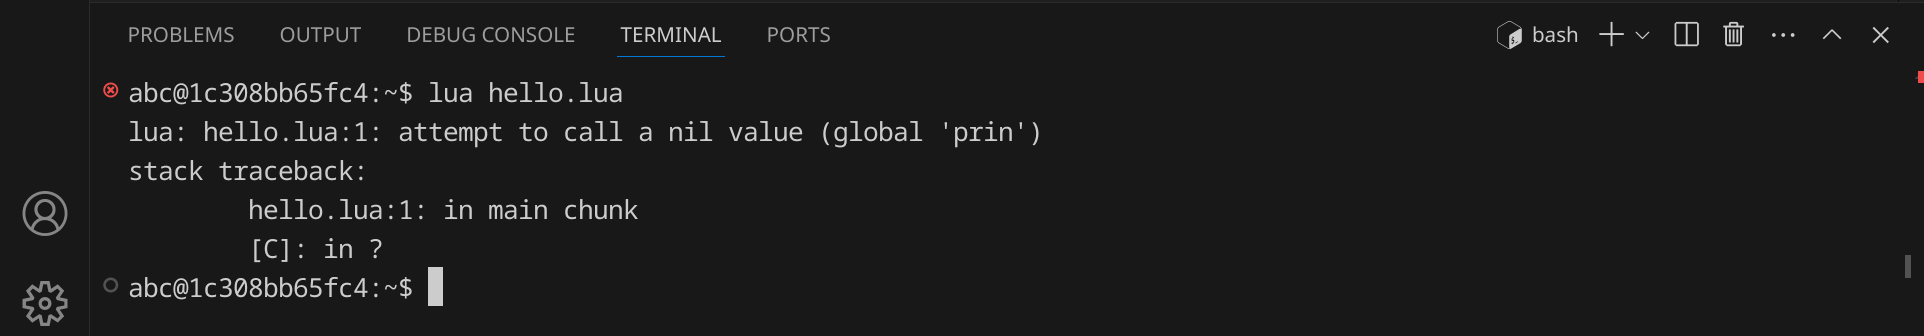 PROBLEMS OUTPUT DEBUG CONSOLE TERMINAL PORTS bash
abc@1c308bb65fc4:~$ lua hello.lua
lua: hello.lua:1: attempt to call a nil value (global 'prin')
stack traceback:
        hello.lua:1: in main chunk
        [C]: in ?
abc@1c308bb65fc4:~$